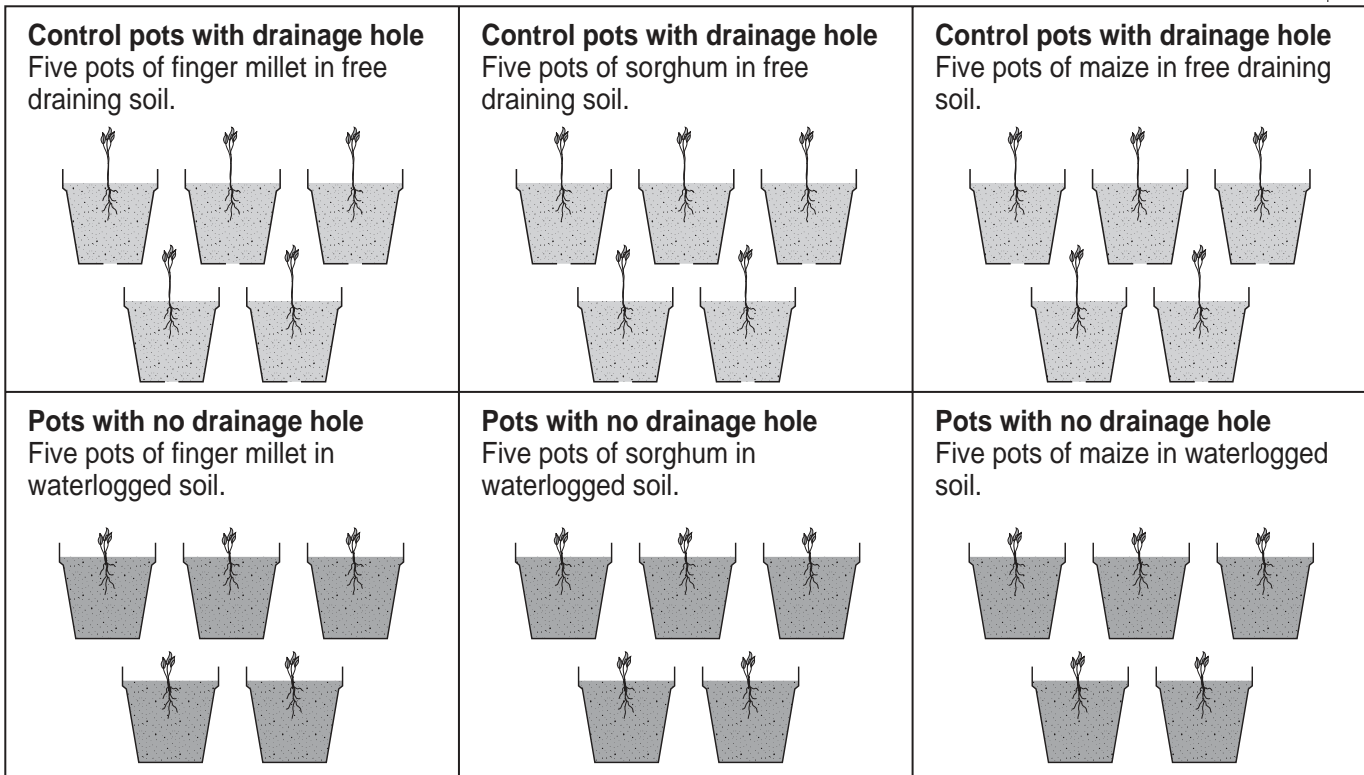 Control pots with drainage hole
Five pots of finger millet in free
draining soil.
Control pots with drainage hole
Five pots of sorghum in free
draining soil.
Control pots with drainage hole
Five pots of maize in free draining
soil.
Pots with no drainage hole
Five pots of finger millet in
waterlogged soil.
Pots with no drainage hole
Five pots of sorghum in
waterlogged soil.
Pots with no drainage hole
Five pots of maize in waterlogged
soil.